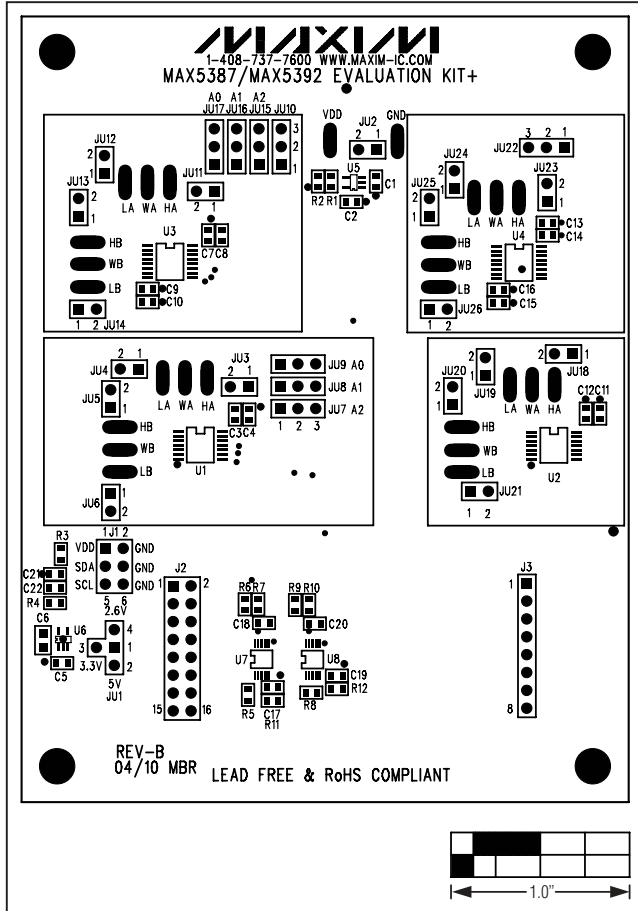 MAXIM
1-408-737-7600 WWW.MAXIM-IC.COM
MAX5387/MAX5392 EVALUATION KIT+
A0 A1 A2
JU17 JU16 JU15 JU10
3
2
1
VDD
JU2
2 1
GND
U5
R2 R1
C1
C2
JU12
2
1
JU13
2
1
JU11
2 1
LA WA HA
U3
C7 C8
HB
WB
LB
C9
C10
1 2
JU14
JU22
3 2 1
JU24
2
1
JU23
2
1
JU25
2
1
LA WA HA
U4
C13
C14
HB
WB
LB
C16
C15
JU26
1 2
JU4
2 1
JU3
2 1
JU5
2
1
LA WA HA
JU9 A0
JU8 A1
JU7 A2
1 2 3
C3 C4
HB
WB
LB
U1
JU6
1
2
JU20
2
1
JU19
2
1
JU18
2 1
LA WA HA
C12 C11
HB
WB
LB
U2
JU21
1 2
R3
1 J1 2
VDD GND
SDA GND
SCL GND
5 6
C21
C22
R4
C6
U6
C5
2.6V
4
3 1
3.3V
2
5V
JU1
J2
1 2
15 16
R6 R7
R9 R10
C18
C20
U7
U8
C19
R12
R5
C17
R11
R8
J3
1
8
REV-B
04/10 MBR
LEAD FREE & RoHS COMPLIANT
1.0"